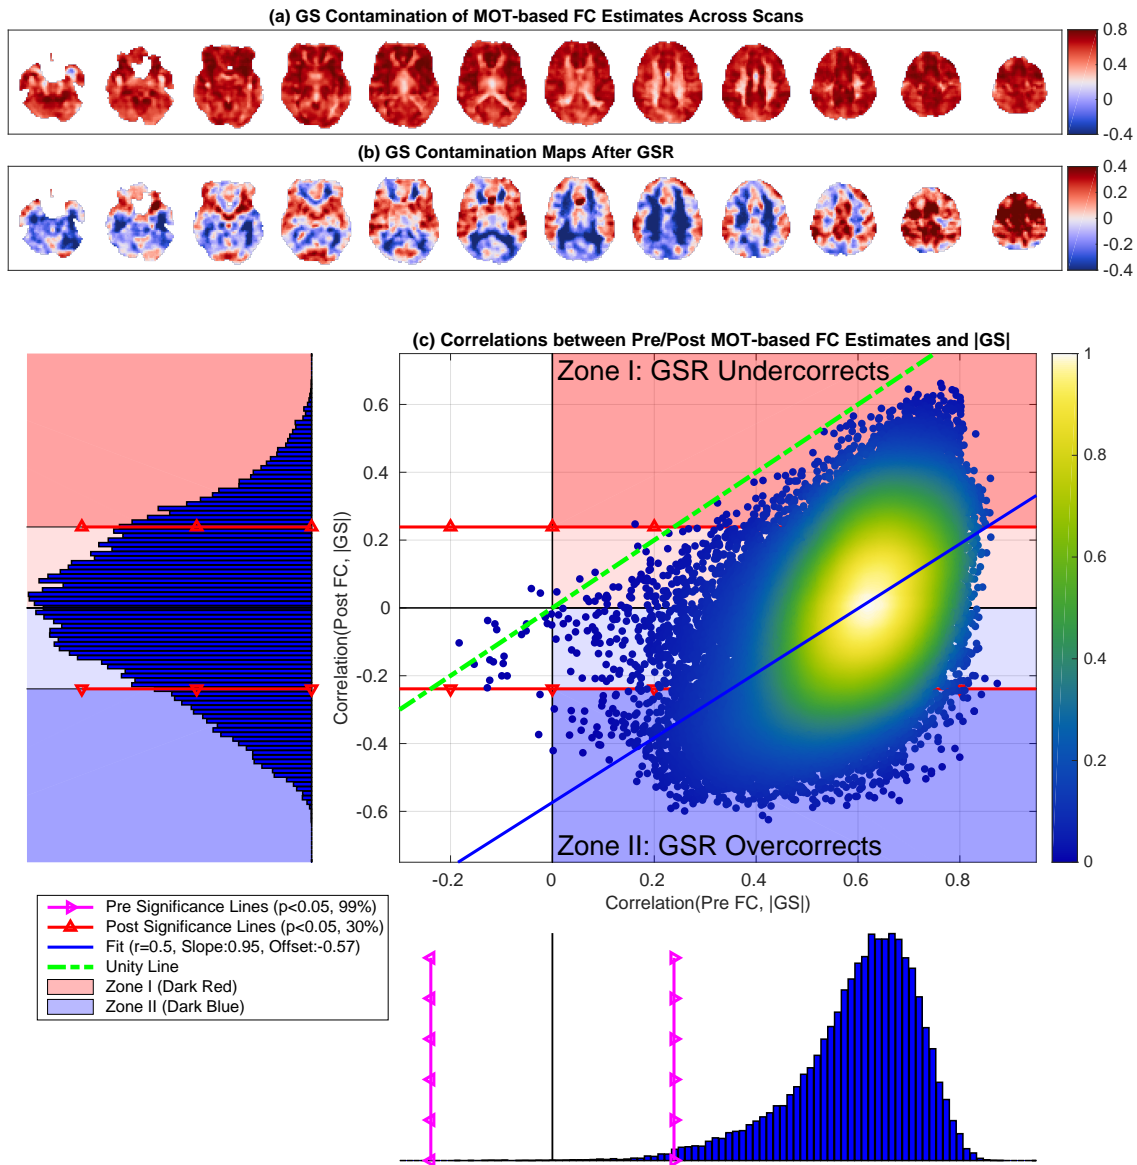 (a) GS Contamination of MOT-based FC Estimates Across Scans
0.8
0.4
0
-0.4
(b) GS Contamination Maps After GSR
0.4
0.2
0
-0.2
-0.4
(c) Correlations between Pre/Post MOT-based FC Estimates and |GS|
Zone I: GSR Undercorrects
Zone II: GSR Overcorrects
Correlation(Post FC, |GS|)
0.6
0.4
0.2
0
-0.2
-0.4
-0.6
-0.2
0
0.2
0.4
0.6
0.8
Correlation(Pre FC, |GS|)
1
0.8
0.6
0.4
0.2
0
Pre Significance Lines (p<0.05, 99%)
Post Significance Lines (p<0.05, 30%)
Fit (r=0.5, Slope:0.95, Offset:-0.57)
Unity Line
Zone I (Dark Red)
Zone II (Dark Blue)